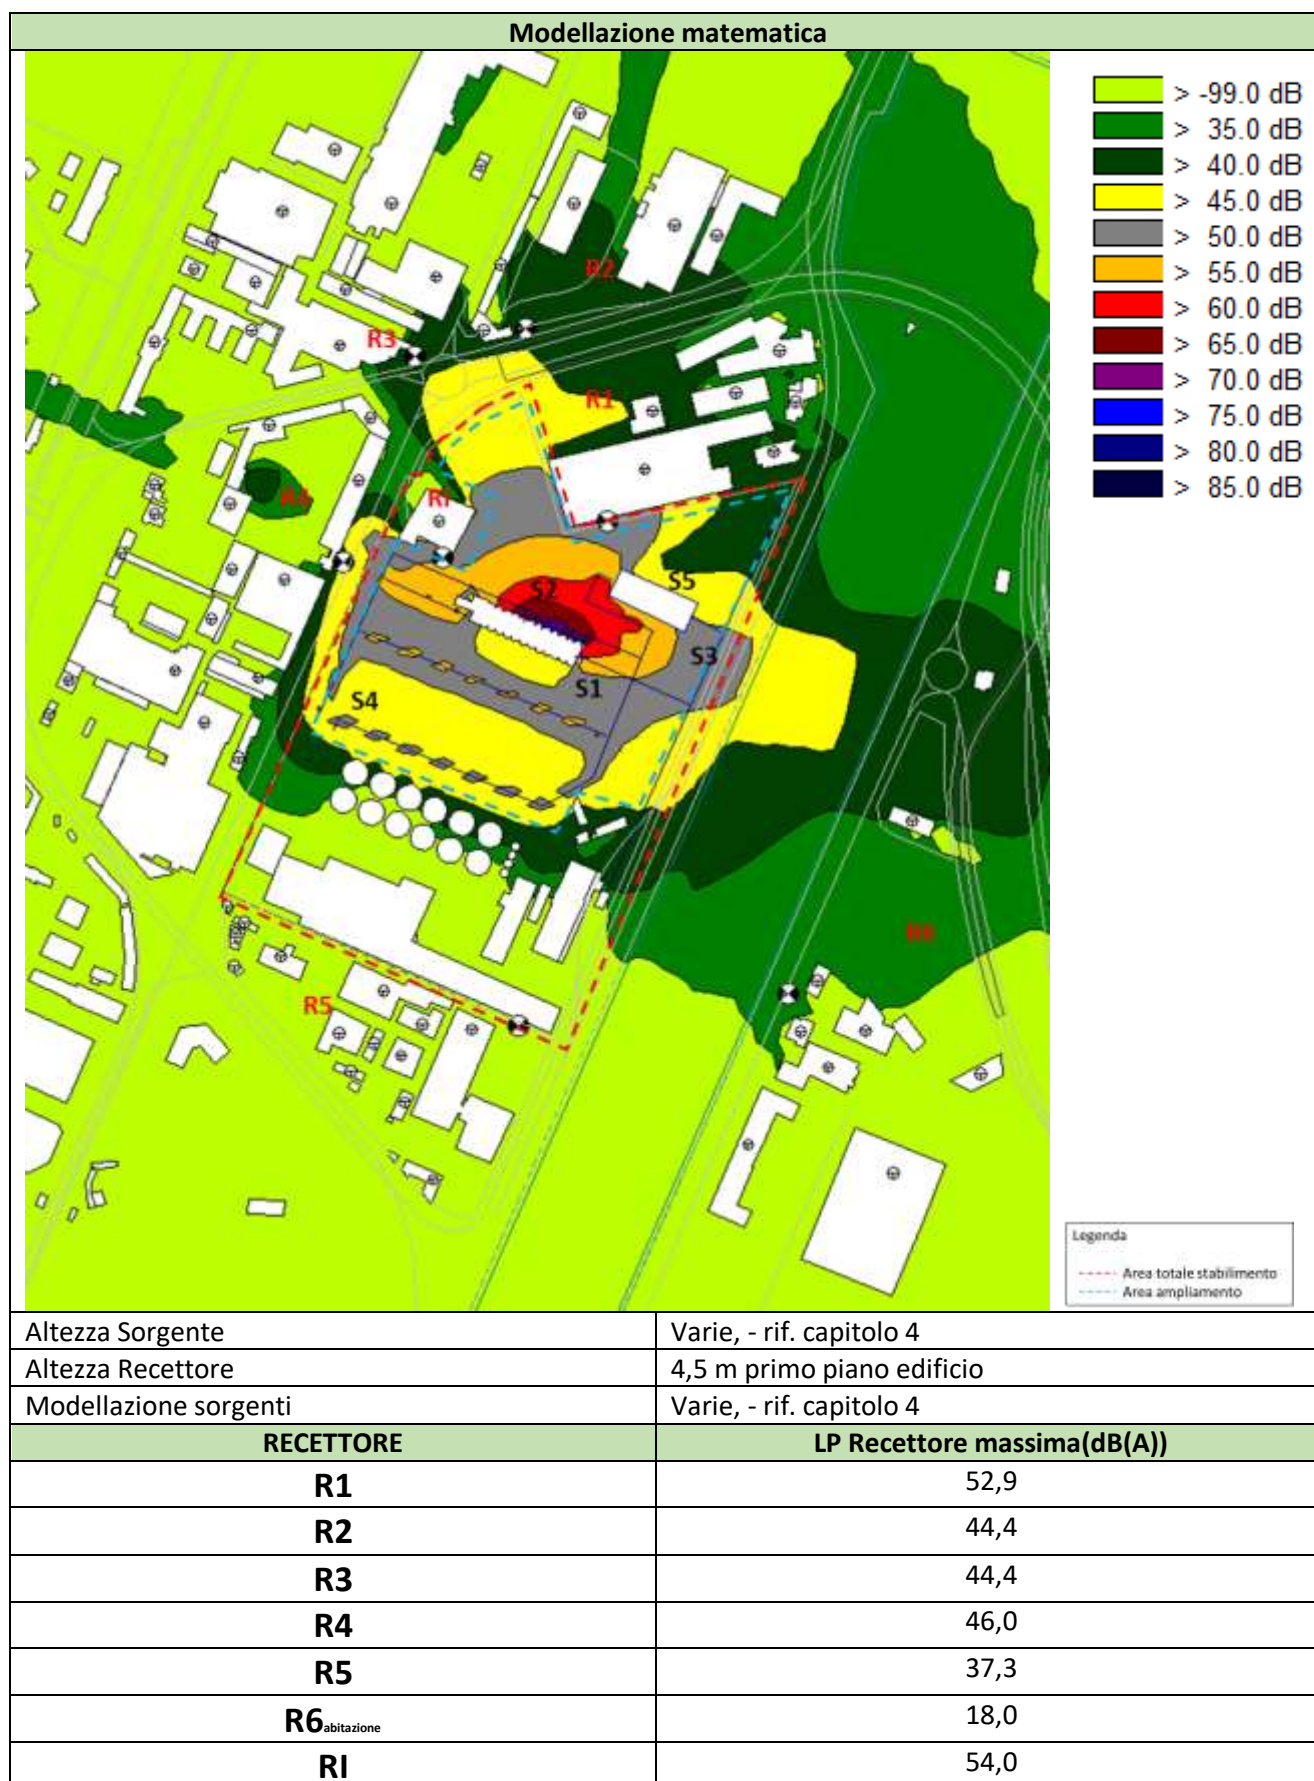 Modellazione matematica
> -99.0 dB
> 35.0 dB
> 40.0 dB
> 45.0 dB
> 50.0 dB
> 55.0 dB
> 60.0 dB
> 65.0 dB
> 70.0 dB
> 75.0 dB
> 80.0 dB
> 85.0 dB
R2
R3
R1
R4
RI
S2
S5
S3
S1
S4
R6
R5
Legenda
Area totale stabilimento
Area ampliamento
Altezza Sorgente Varie, - rif. capitolo 4
Altezza Recettore 4,5 m primo piano edificio
Modellazione sorgenti Varie, - rif. capitolo 4
RECETTORE LP Recettore massima(dB(A))
R1 52,9
R2 44,4
R3 44,4
R4 46,0
R5 37,3
R6abitazione 18,0
RI 54,0